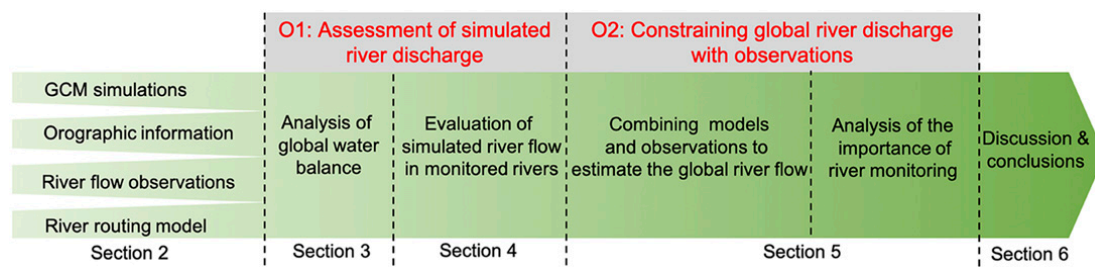 O1: Assessment of simulated
river discharge
O2: Constraining global river discharge
with observations
GCM simulations
Orographic information
River flow observations
River routing model
Analysis of
global water
balance
Evaluation of
simulated river flow
in monitored rivers
Combining models
and observations to
estimate the global river flow
Analysis of the
importance of
river monitoring
Discussion &
conclusions
Section 2
Section 3
Section 4
Section 5
Section 6